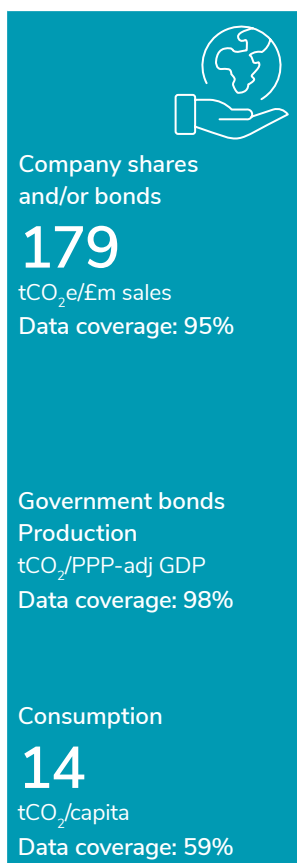 Company shares
and/or bonds
179
tCO₂e/£m sales
Data coverage: 95%
Government bonds
Production
tCO₂/PPP-adj GDP
Data coverage: 98%
Consumption
14
tCO₂/capita
Data coverage: 59%